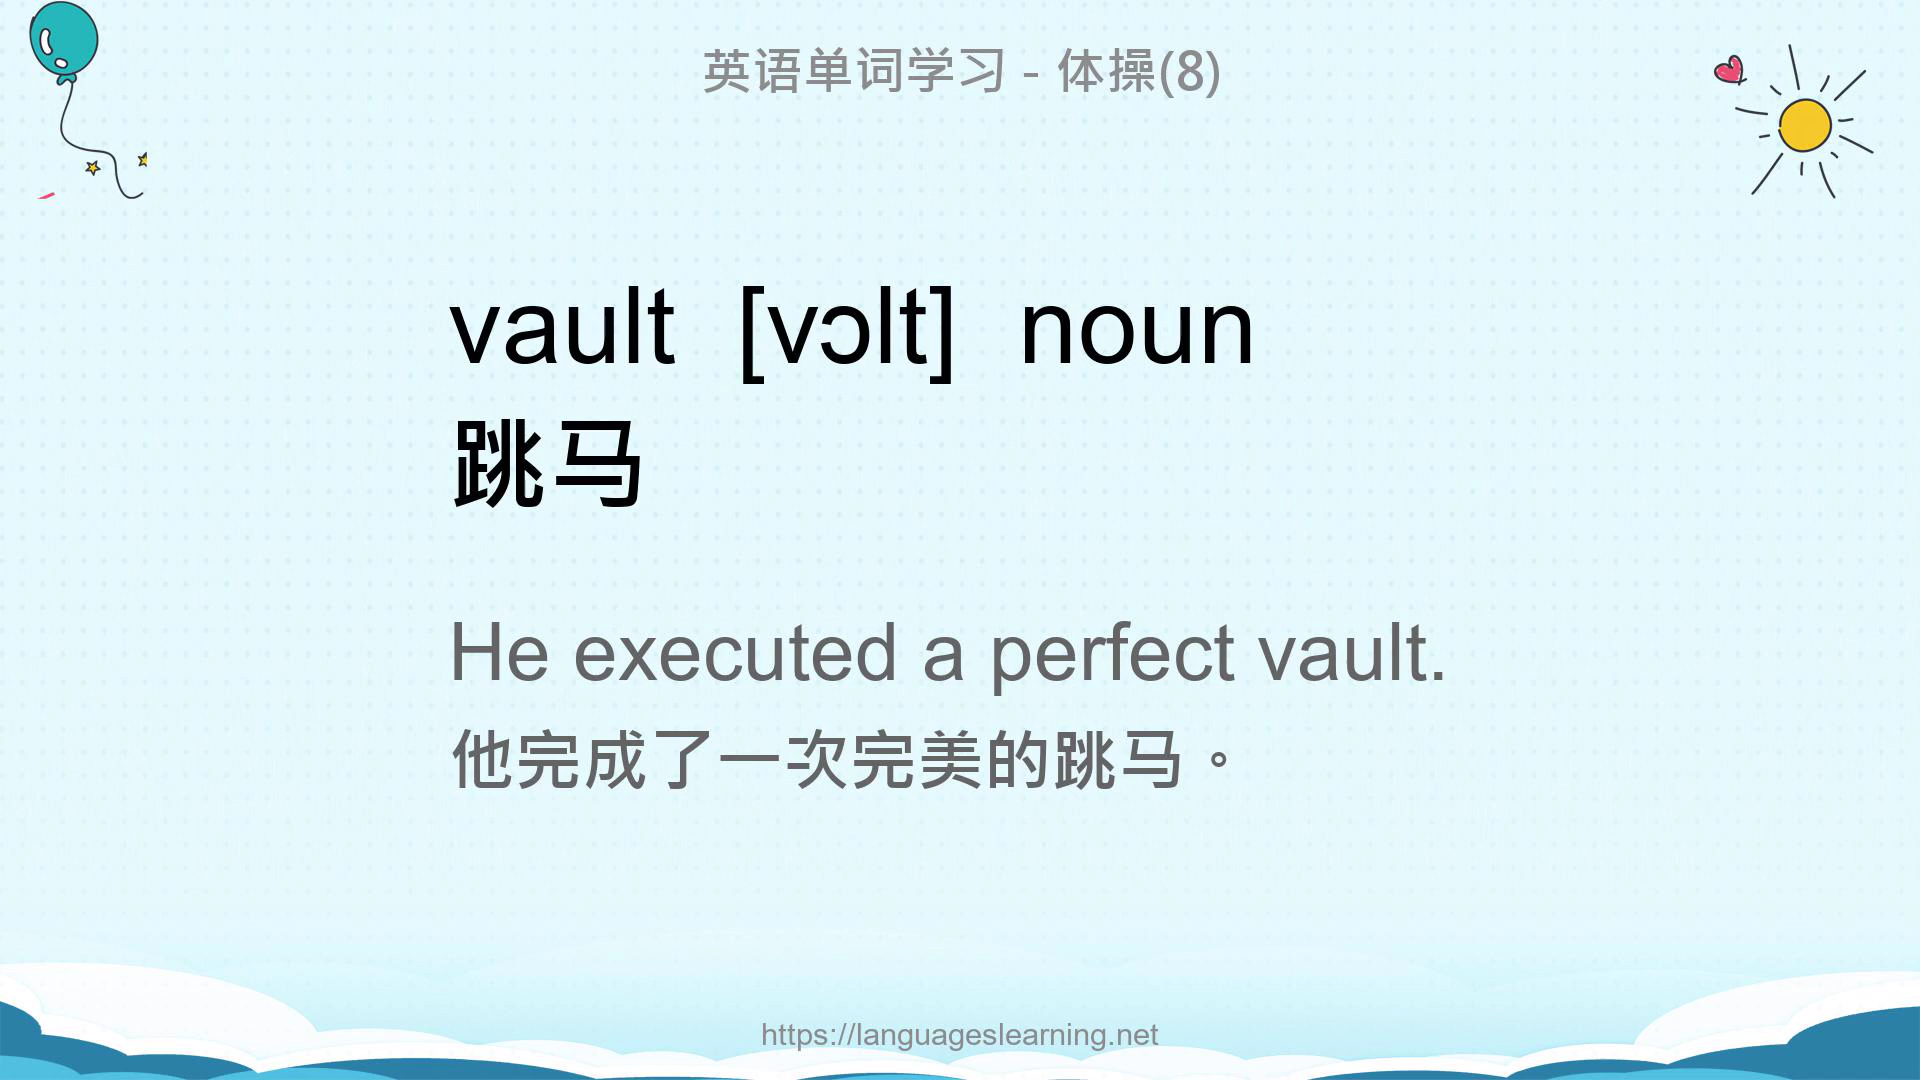 英语单词学习 - 体操(8)
vault [vɔlt] noun
跳马
He executed a perfect vault.
他完成了一次完美的跳马。
https://languageslearning.net